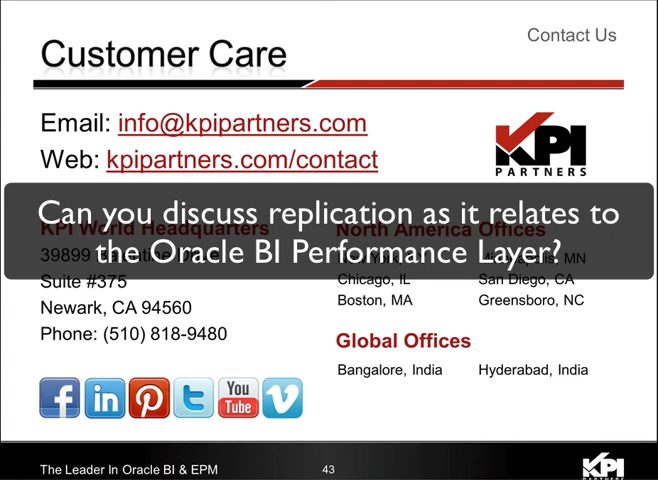 Contact Us
Customer Care
Email: info@kpipartners.com
Web: kpipartners.com/contact
KPI
PARTNERS
Can you discuss replication as it relates to
the Oracle BI Performance Layer?
KPI World Headquarters
39899
Suite #375
Newark, CA 94560
Phone: (510) 818-9480
North America Offices
MN
Chicago, IL
San Diego, CA
Boston, MA
Greensboro, NC
Global Offices
Bangalore, India
Hyderabad, India
f
in
p
t
You
Tube
v
The Leader In Oracle BI & EPM
43
KPI
PARTNERS